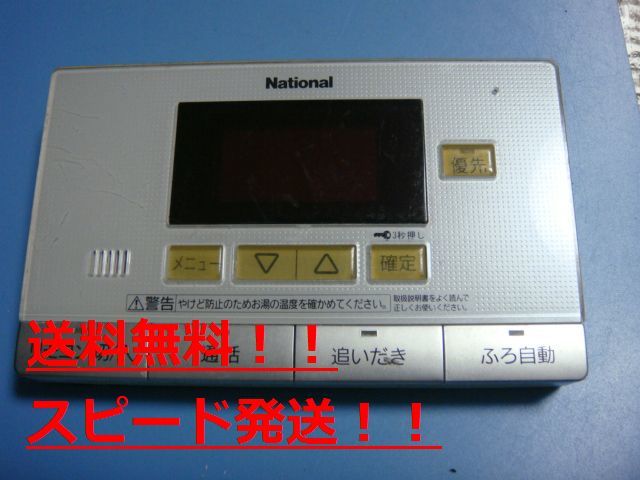 National
優先
3秒押し
メニュー
確定
警告 やけど防止のためお湯の温度を確かめてください。
取扱説明書をよく読んで
正しくお使いください。
送料無料！！
通話
追いだき
ふろ自動
スピード発送！！